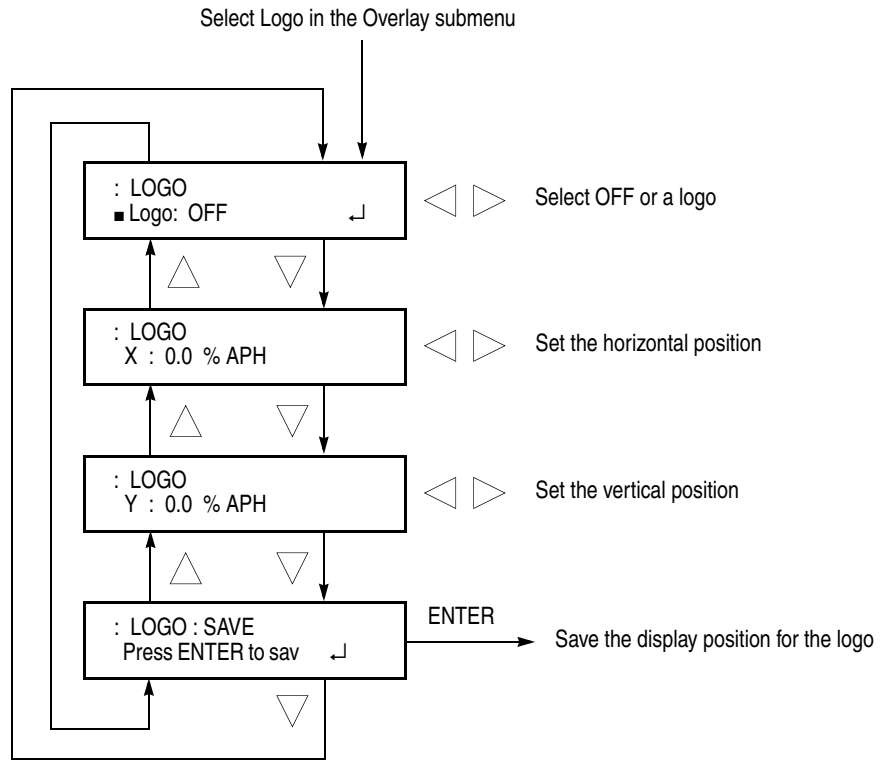 Select Logo in the Overlay submenu
: LOGO
■ Logo: OFF ↵
Select OFF or a logo
: LOGO
X : 0.0 % APH
Set the horizontal position
: LOGO
Y : 0.0 % APH
Set the vertical position
: LOGO : SAVE
Press ENTER to sav ↵
ENTER
Save the display position for the logo